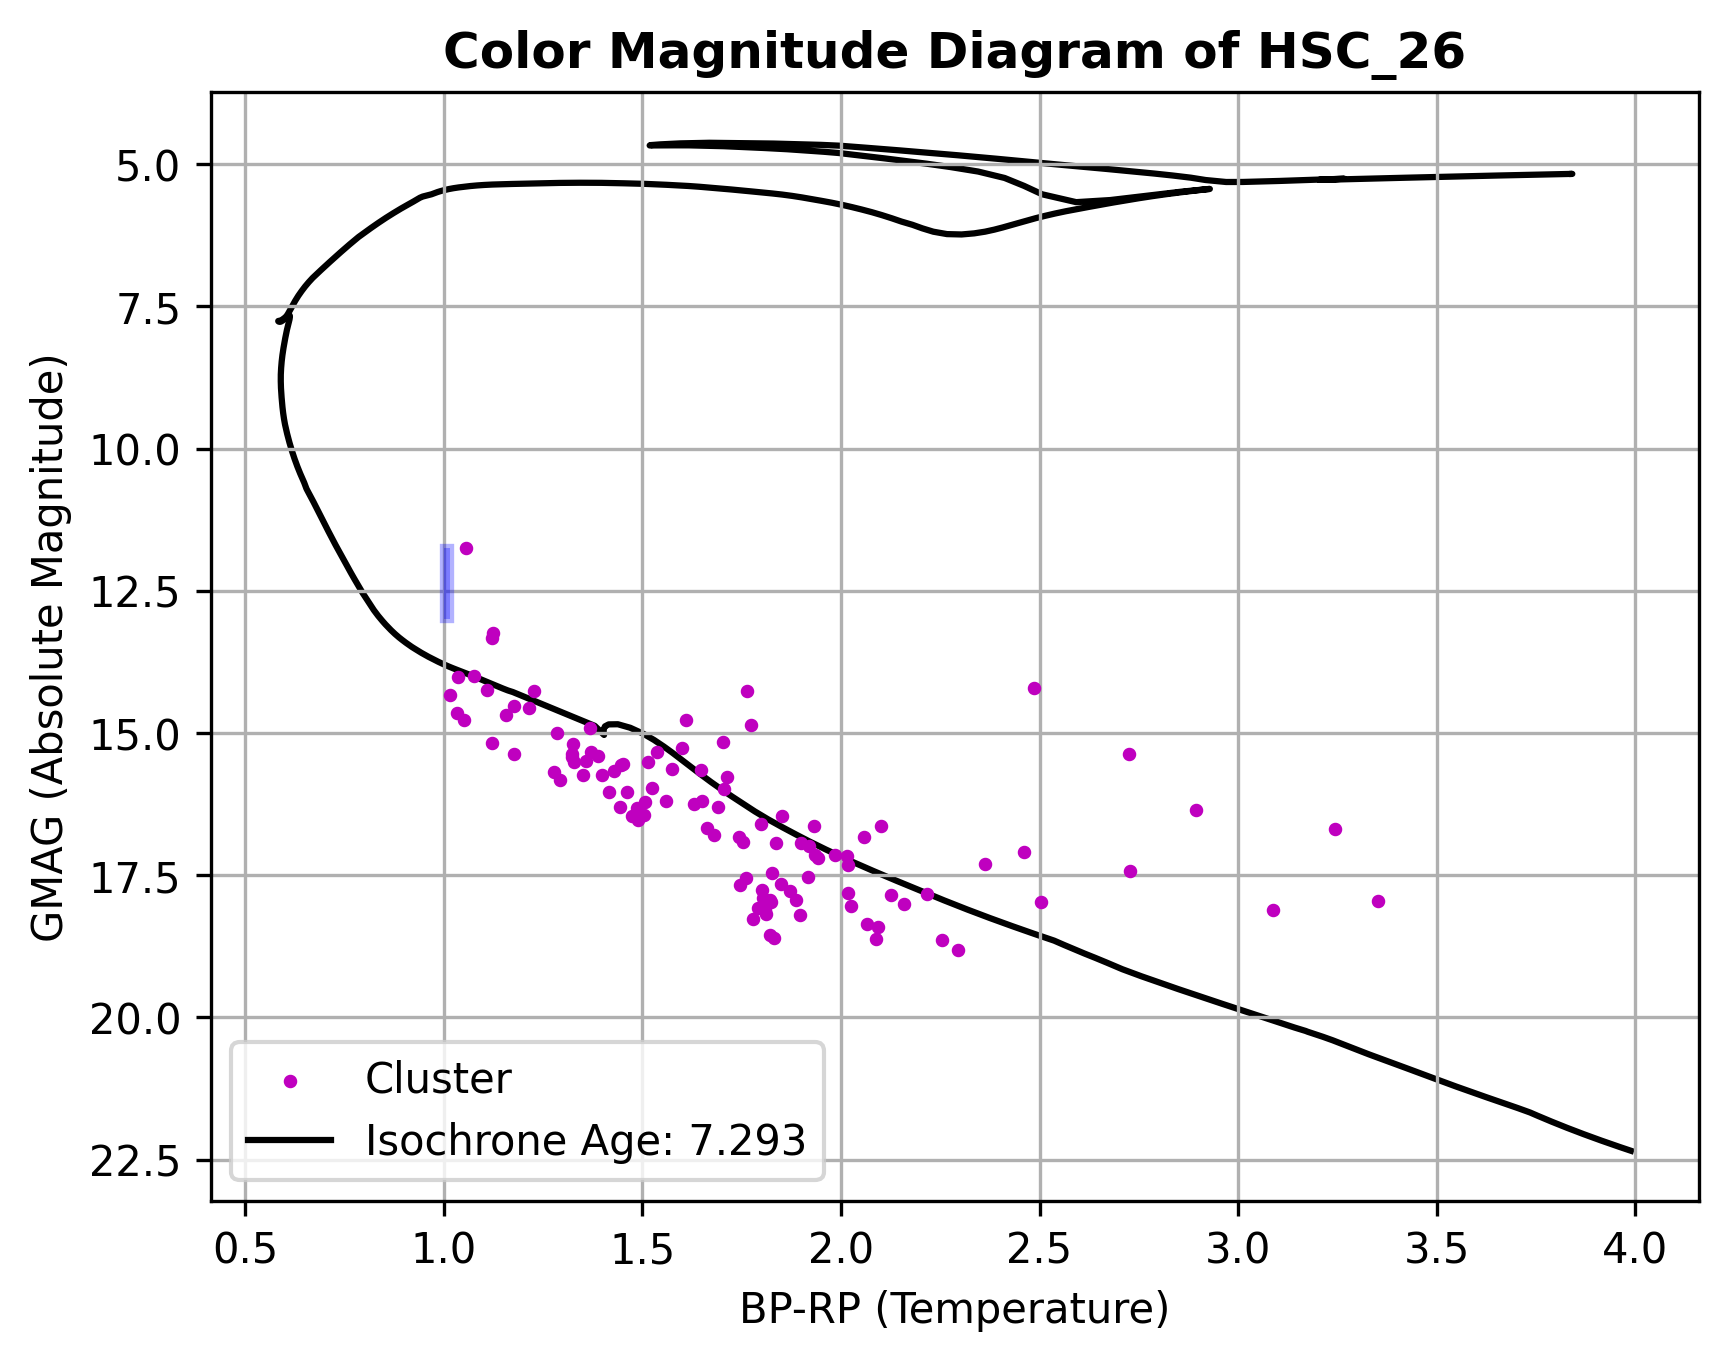 Color Magnitude Diagram of HSC_26
GMAG (Absolute Magnitude)
5.0
7.5
10.0
12.5
15.0
17.5
20.0
22.5
Cluster
Isochrone Age: 7.293
0.5 1.0 1.5 2.0 2.5 3.0 3.5 4.0
BP-RP (Temperature)